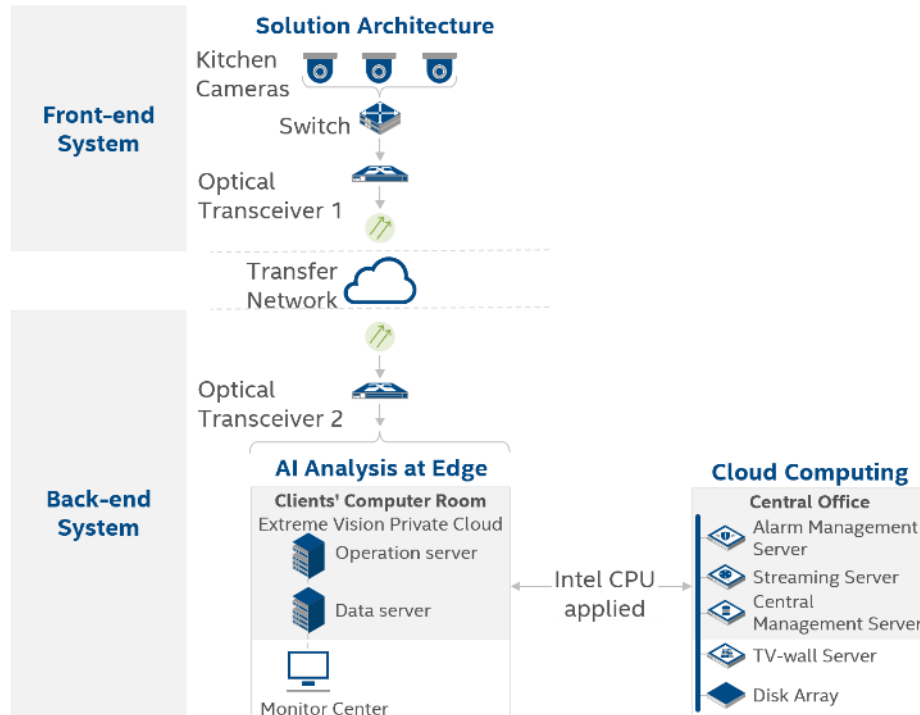 Solution Architecture
Kitchen
Cameras
Switch
Front-end
System
Optical
Transceiver 1
Transfer
Network
Optical
Transceiver 2
Back-end
System
AI Analysis at Edge
Clients' Computer Room
Extreme Vision Private Cloud
Operation server
Data server
Monitor Center
Intel CPU
applied
Cloud Computing
Central Office
Alarm Management
Server
Streaming Server
Central
Management Server
TV-wall Server
Disk Array